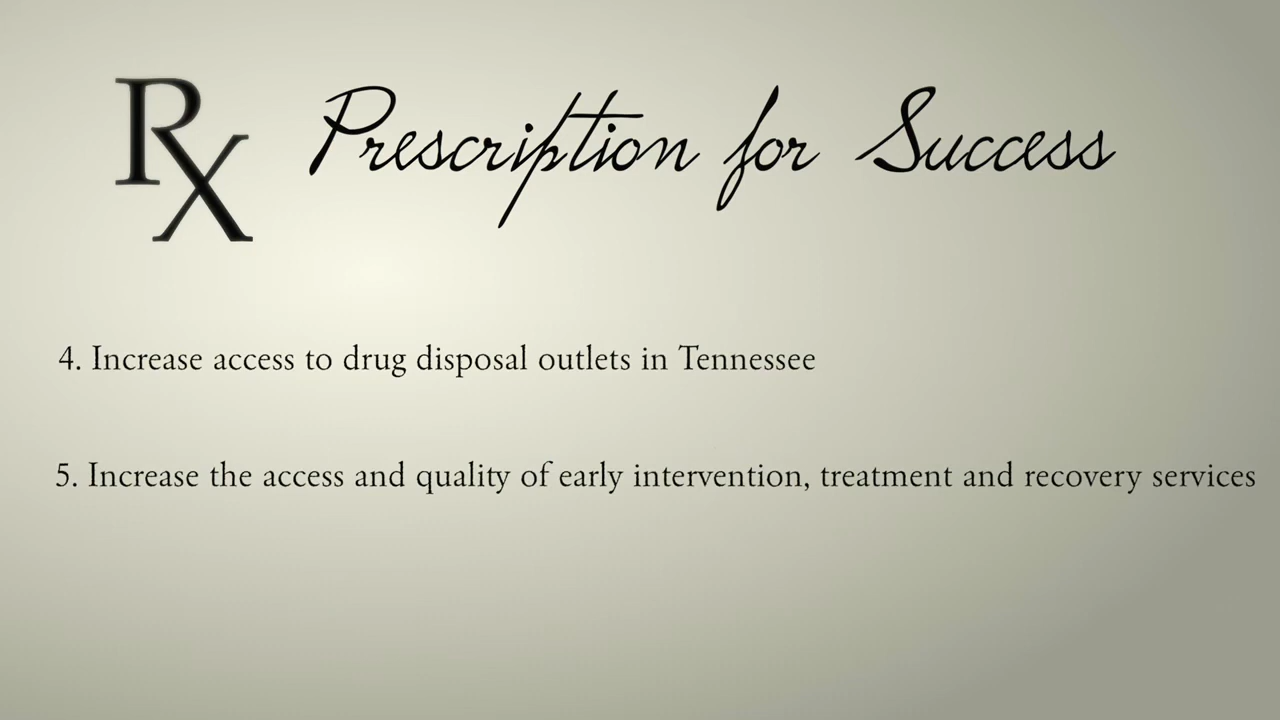 Rx Prescription for Success
4. Increase access to drug disposal outlets in Tennessee
5. Increase the access and quality of early intervention, treatment and recovery services